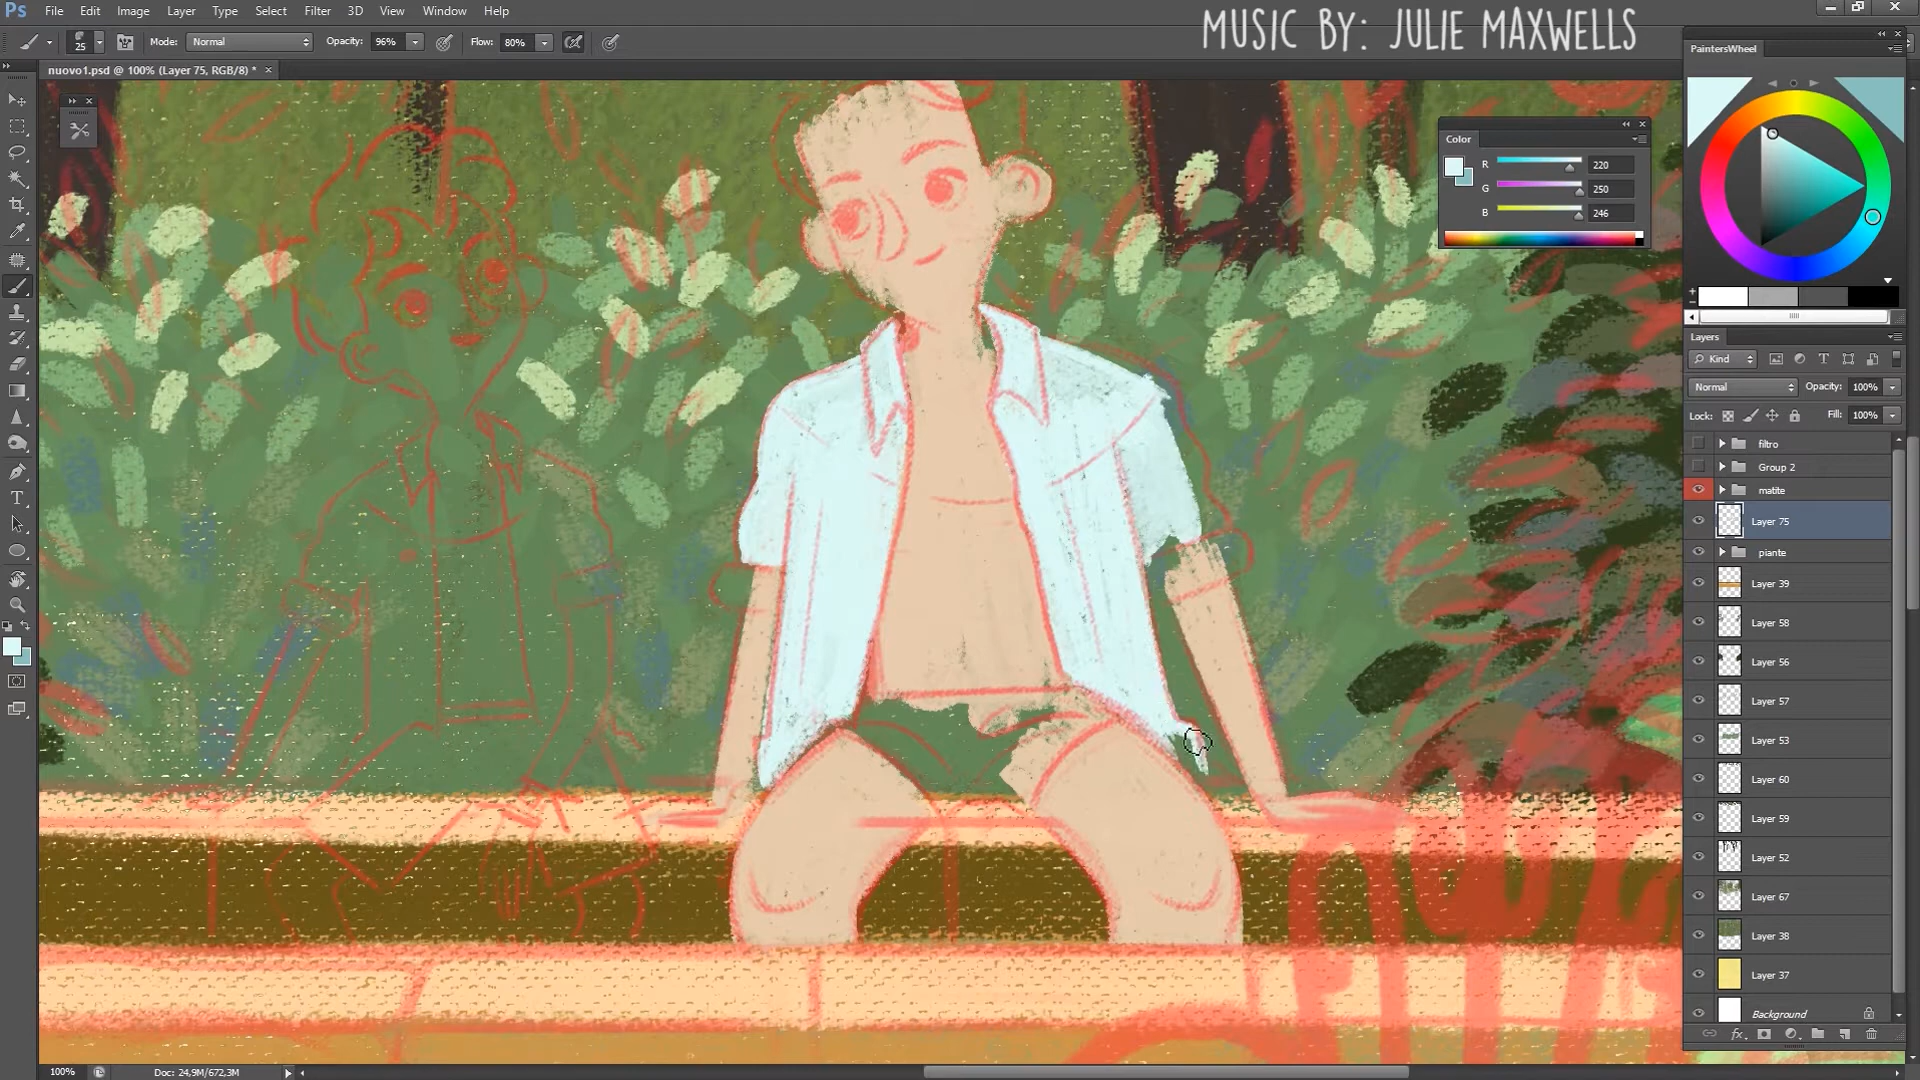 Ps File Edit Image Layer Type Select Filter 3D View Window Help
MUSIC BY: JULIE MAXWELLS
25 Mode: Normal Opacity: 96% Flow: 80%
nuovo1.psd @ 100% (Layer 75, RGB/8) *
PaintersWheel
Color
R 220
G 250
B 246
Layers
Kind
Normal Opacity: 100%
Lock: Fill: 100%
filtro
Group 2
matite
Layer 75
piante
Layer 39
Layer 58
Layer 56
Layer 57
Layer 53
Layer 60
Layer 59
Layer 52
Layer 67
Layer 38
Layer 37
Background
100% Doc: 24,9M/672,3M